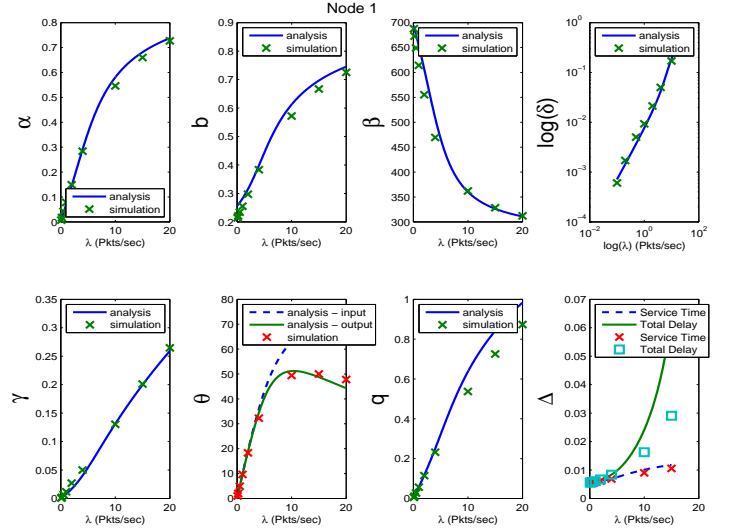 Node 1
0.8
0.7
0.6
0.5
0.4
0.3
0.2
0.1
0
0 10 20
α
λ (Pkts/sec)
analysis
simulation
0.9
0.8
0.7
0.6
0.5
0.4
0.3
0.2
0 10 20
b
λ (Pkts/sec)
analysis
simulation
700
650
600
550
500
450
400
350
300
0 10 20
β
λ (Pkts/sec)
analysis
simulation
10^0
10^-1
10^-2
10^-3
10^-4
10^-2 10^0 10^2
log(δ)
log(λ) (Pkts/sec)
analysis
simulation
0.35
0.3
0.25
0.2
0.15
0.1
0.05
0
0 10 20
γ
λ (Pkts/sec)
analysis
simulation
80
70
60
50
40
30
20
10
0
0 10 20
θ
λ (Pkts/sec)
analysis − input
analysis − output
simulation
1
0.8
0.6
0.4
0.2
0
0 10 20
q
λ (Pkts/sec)
analysis
simulation
0.07
0.06
0.05
0.04
0.03
0.02
0.01
0
0 10 20
Δ
λ (Pkts/sec)
Service Time
Total Delay
Service Time
Total Delay